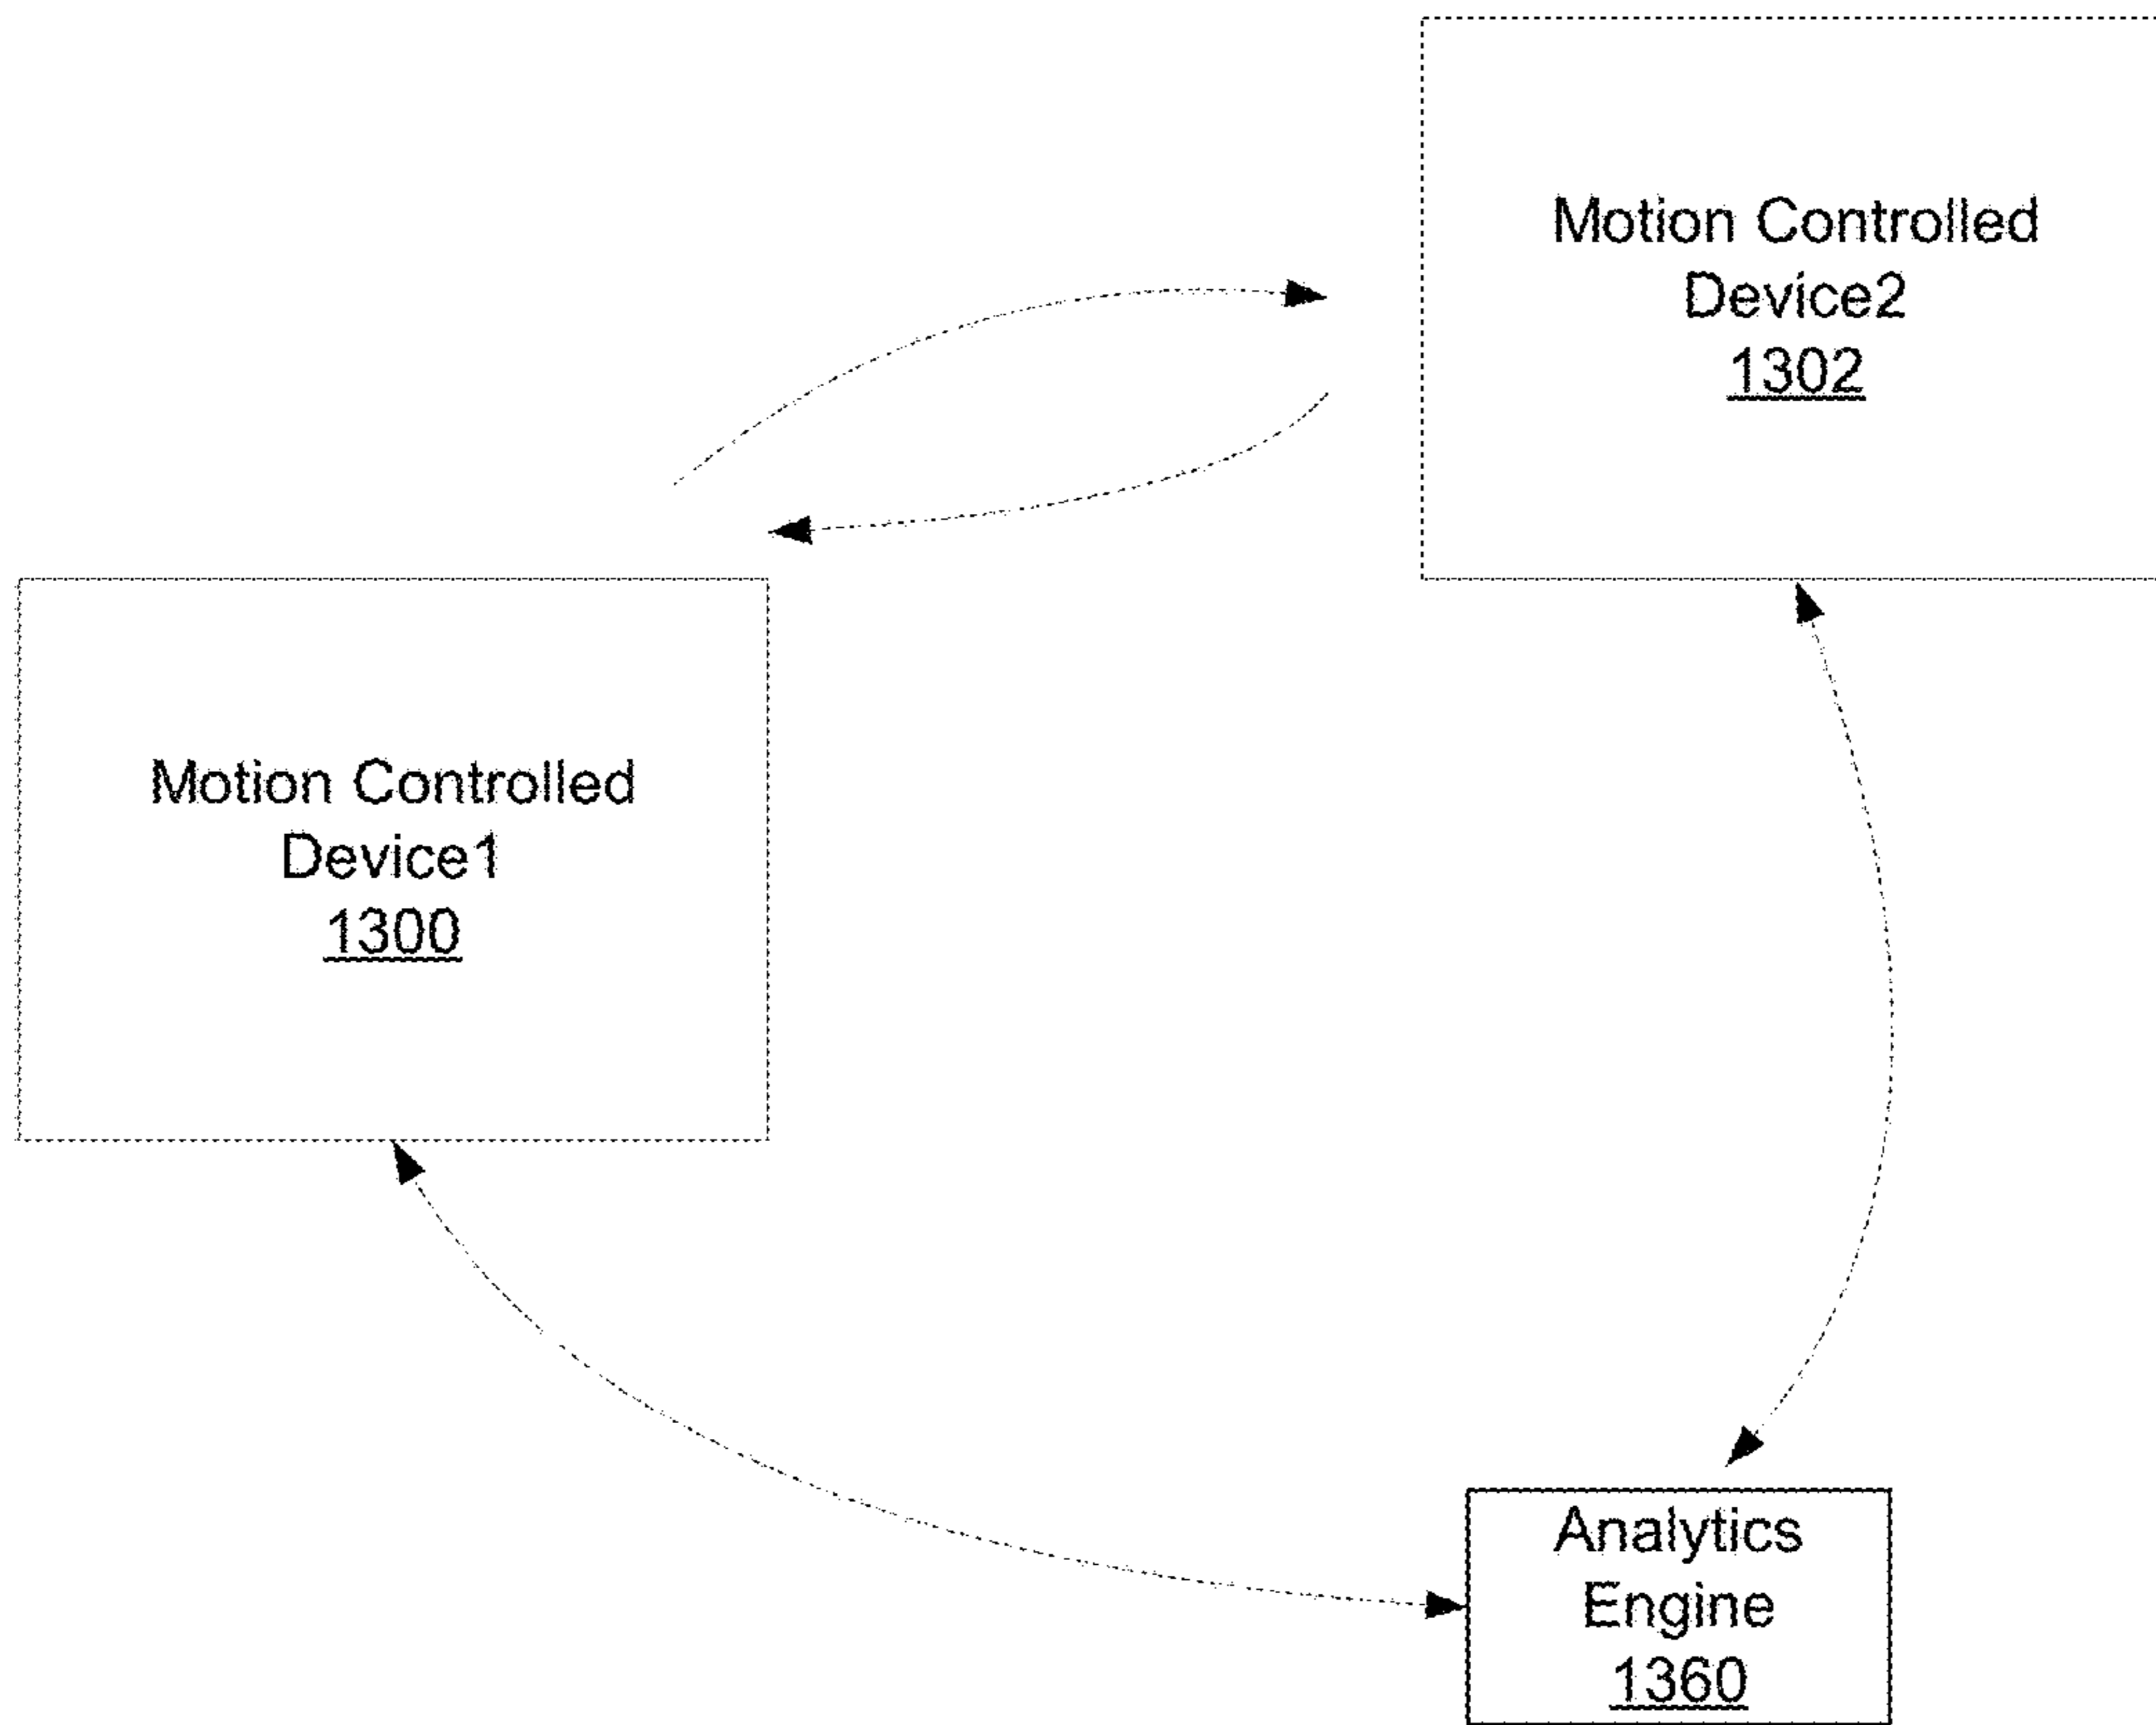 Motion Controlled
Device2
1302
Motion Controlled
Device1
1300
Analytics
Engine
1360